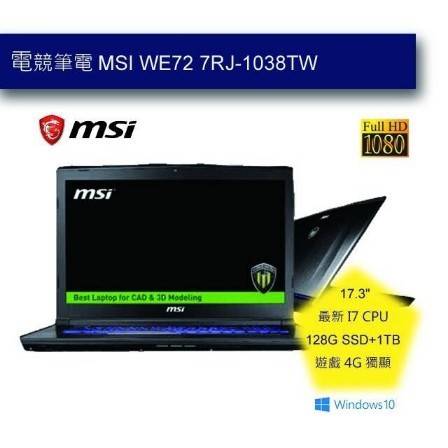 電競筆電 MSI WE72 7RJ-1038TW
msi
Full HD
1080
msi
Best Laptop for CAD & 3D Modeling
msi
17.3"
最新 I7 CPU
128G SSD+1TB
遊戲 4G 獨顯
Windows10